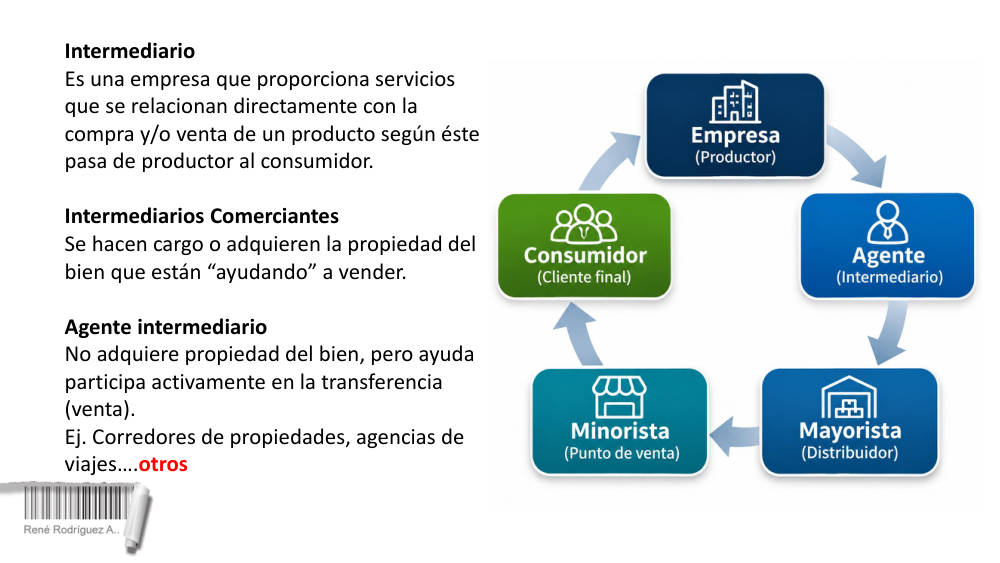 Intermediario
Es una empresa que proporciona servicios
que se relacionan directamente con la
compra y/o venta de un producto según éste
pasa de productor al consumidor.
Intermediarios Comerciantes
Se hacen cargo o adquieren la propiedad del
bien que están “ayudando” a vender.
Agente intermediario
No adquiere propiedad del bien, pero ayuda
participa activamente en la transferencia
(venta).
Ej. Corredores de propiedades, agencias de
viajes….otros
René Rodríguez A..
Empresa
(Productor)
Agente
(Intermediario)
Mayorista
(Distribuidor)
Minorista
(Punto de venta)
Consumidor
(Cliente final)